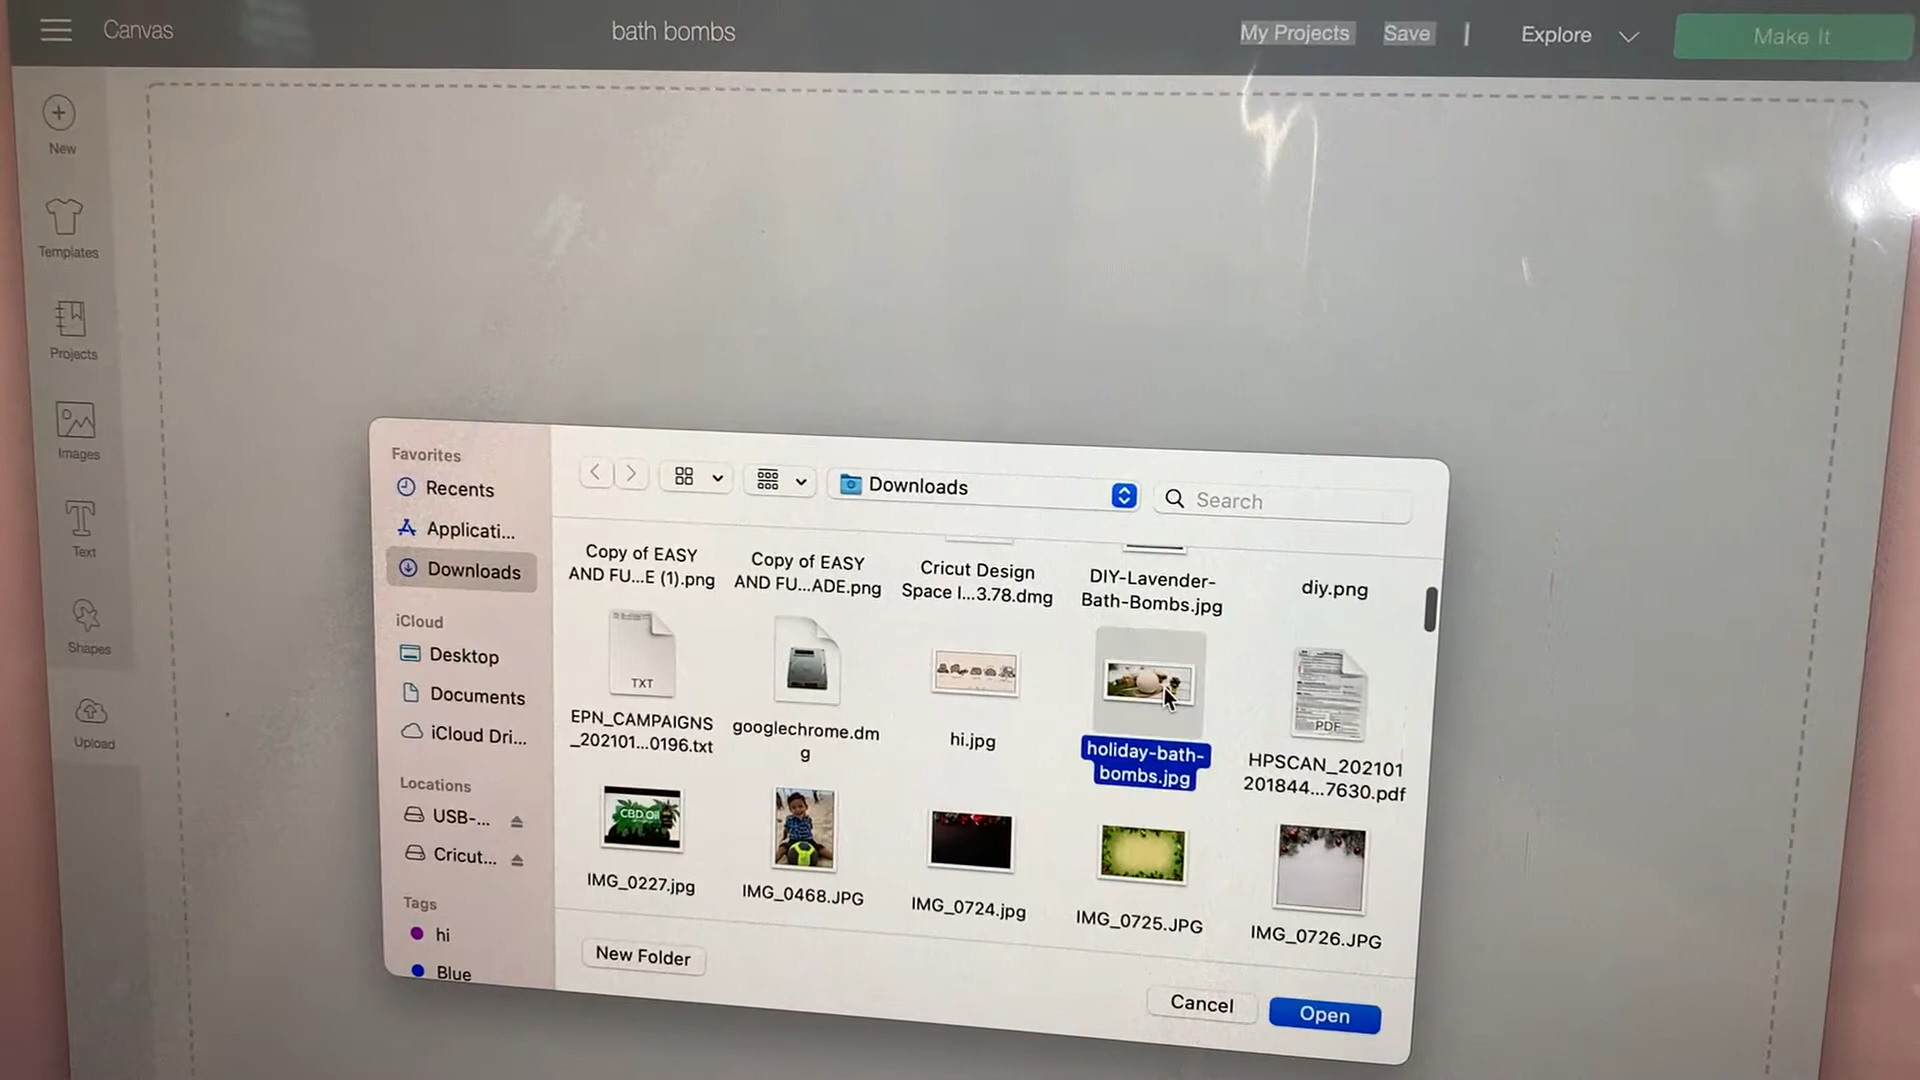 Canvas
bath bombs
My Projects
Save
Explore
Make It
New
Templates
Projects
Images
Text
Shapes
Upload
Favorites
Recents
Applicati...
Downloads
iCloud
Desktop
Documents
iCloud Dri...
Locations
USB-...
Cricut...
Tags
hi
Blue
Downloads
Search
Copy of EASY
AND FU...E (1).png
Copy of EASY
AND FU...ADE.png
Cricut Design
Space I...3.78.dmg
DIY-Lavender-
Bath-Bombs.jpg
diy.png
TXT
EPN_CAMPAIGNS
_202101...0196.txt
googlechrome.dm
g
hi.jpg
holiday-bath-
bombs.jpg
PDF
HPSCAN_202101
201844...7630.pdf
CBD Oil
IMG_0227.jpg
IMG_0468.JPG
IMG_0724.jpg
IMG_0725.JPG
IMG_0726.JPG
New Folder
Cancel
Open